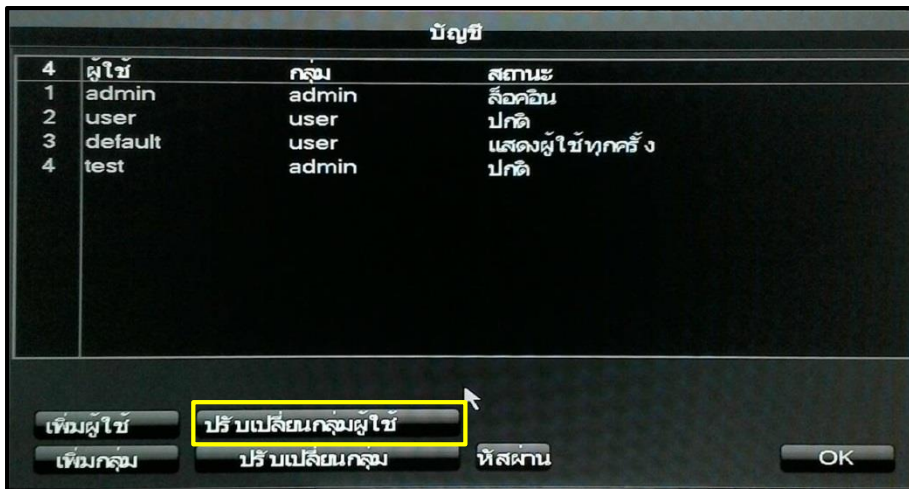 บัญชี
4 ผู้ใช้ กลุ่ม สถานะ
1 admin admin ล็อคอิน
2 user user ปกติ
3 default user แสดงผู้ใช้ทุกครั้ง
4 test admin ปกติ
เพิ่มผู้ใช้ ปรับเปลี่ยนกลุ่มผู้ใช้
เพิ่มกลุ่ม ปรับเปลี่ยนกลุ่ม หัสผ่าน OK